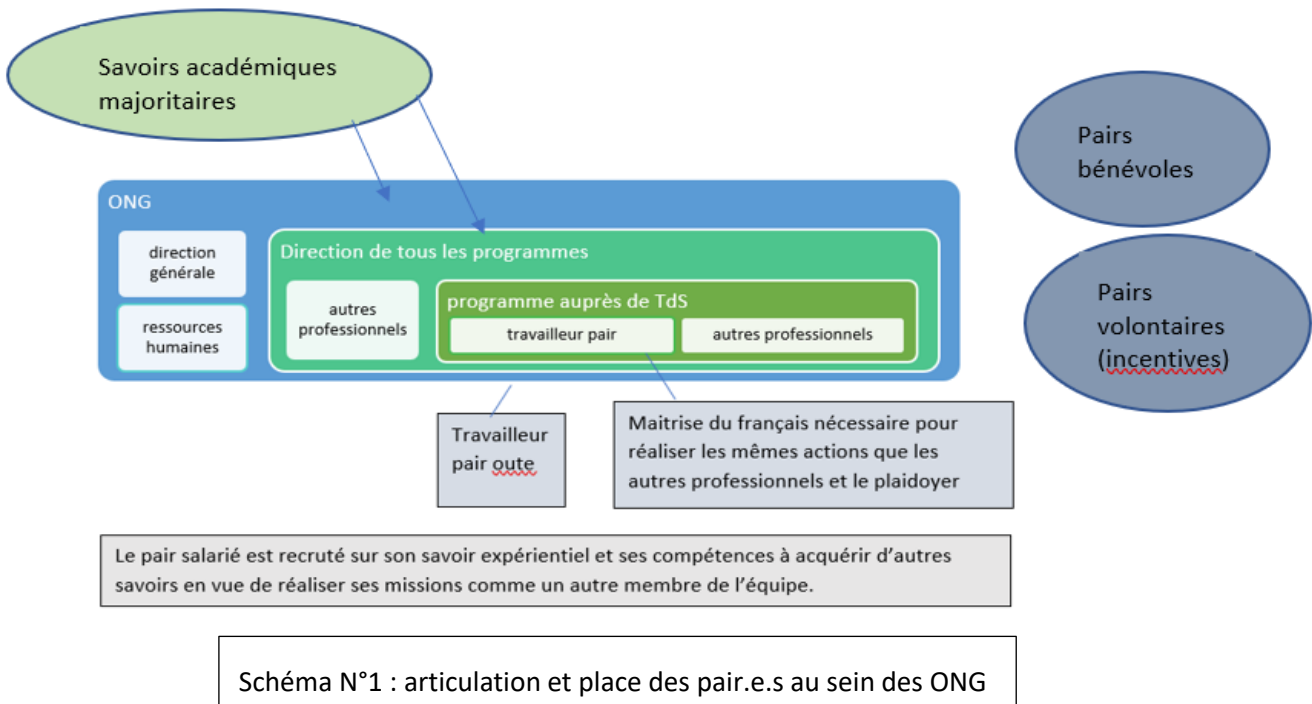 Savoirs académiques
majoritaires
Pairs
bénévoles
ONG
direction
générale
Direction de tous les programmes
autres
professionnels
programme auprès de TdS
travailleur pair
autres professionnels
ressources
humaines
Pairs
volontaires
(incentives)
Travailleur
pair oute
Maitrise du français nécessaire pour
réaliser les mêmes actions que les
autres professionnels et le plaidoyer
Le pair salarié est recruté sur son savoir expérientiel et ses compétences à acquérir d’autres
savoirs en vue de réaliser ses missions comme un autre membre de l’équipe.
Schéma N°1 : articulation et place des pair.e.s au sein des ONG